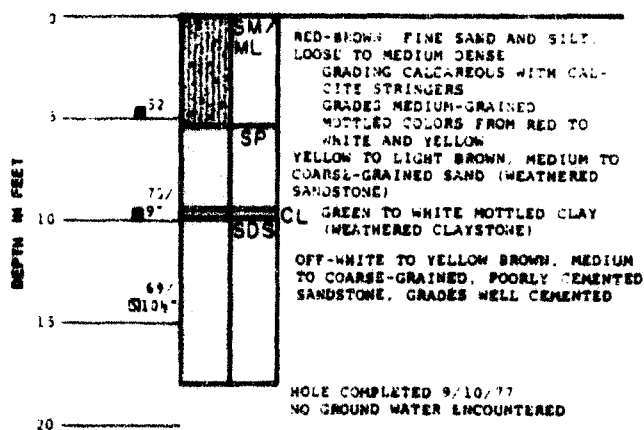 0
SM/
ML
RED-BROWN FINE SAND AND SILT,
LOOSE TO MEDIUM DENSE
GRADING CALCAREOUS WITH CAL-
CITE STRINGERS
GRADES MEDIUM-GRAINED
MOTTLED COLORS FROM RED TO
WHITE AND YELLOW
52
5
SP
YELLOW TO LIGHT BROWN, MEDIUM TO
COARSE-GRAINED SAND (WEATHERED
SANDSTONE)
9"
10
CL
GREEN TO WHITE MOTTLED CLAY
(WEATHERED CLAYSTONE)
SDS
OFF-WHITE TO YELLOW BROWN, MEDIUM
TO COARSE-GRAINED, POORLY CEMENTED
SANDSTONE, GRADES WELL CEMENTED
69/
10½"
15
HOLE COMPLETED 9/10/77
NO GROUND WATER ENCOUNTERED
20
DEPTH IN FEET